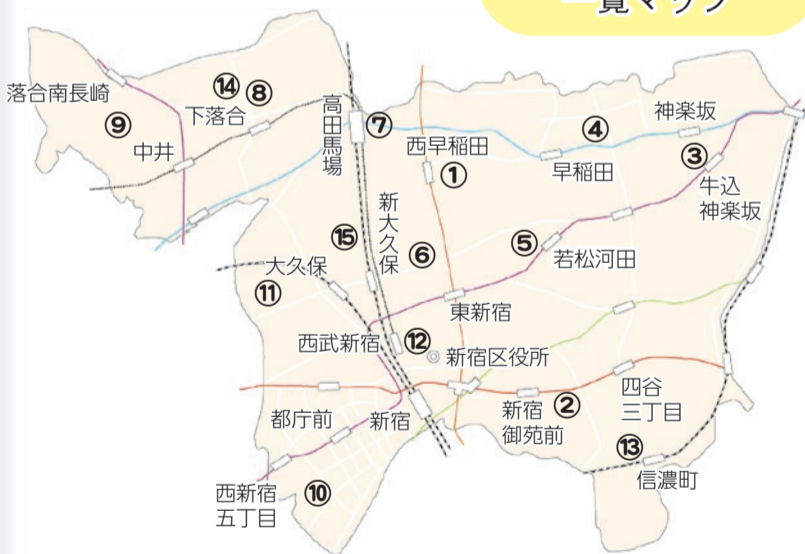 一覧マップ
落合南長崎
⑭
⑧
下落合
⑨
中井
高田馬場
⑦
西早稲田
①
④
早稲田
神楽坂
③
牛込
神楽坂
新大久保
⑮
⑥
⑤
若松河田
大久保
⑪
東新宿
西武新宿
⑫
新宿区役所
都庁前
新宿
新宿
御苑前
②
四谷
三丁目
⑬
信濃町
西新宿
五丁目
⑩